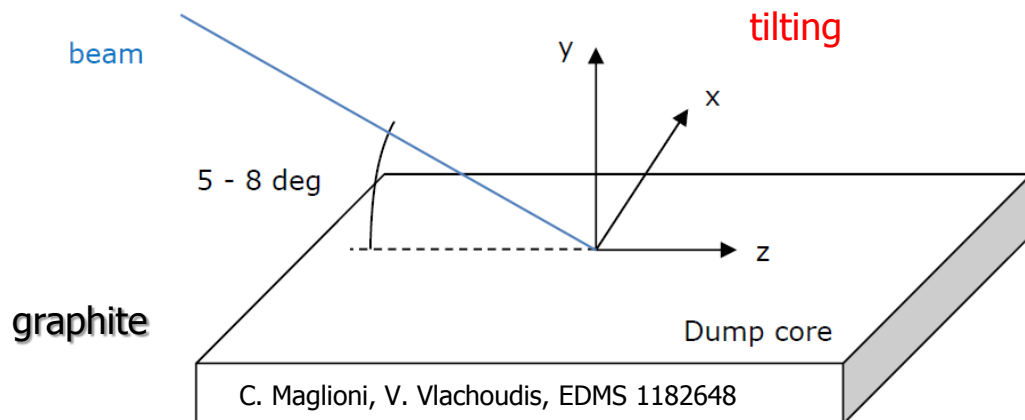 tilting
beam
y
x
5 - 8 deg
z
graphite
Dump core
C. Maglioni, V. Vlachoudis, EDMS 1182648